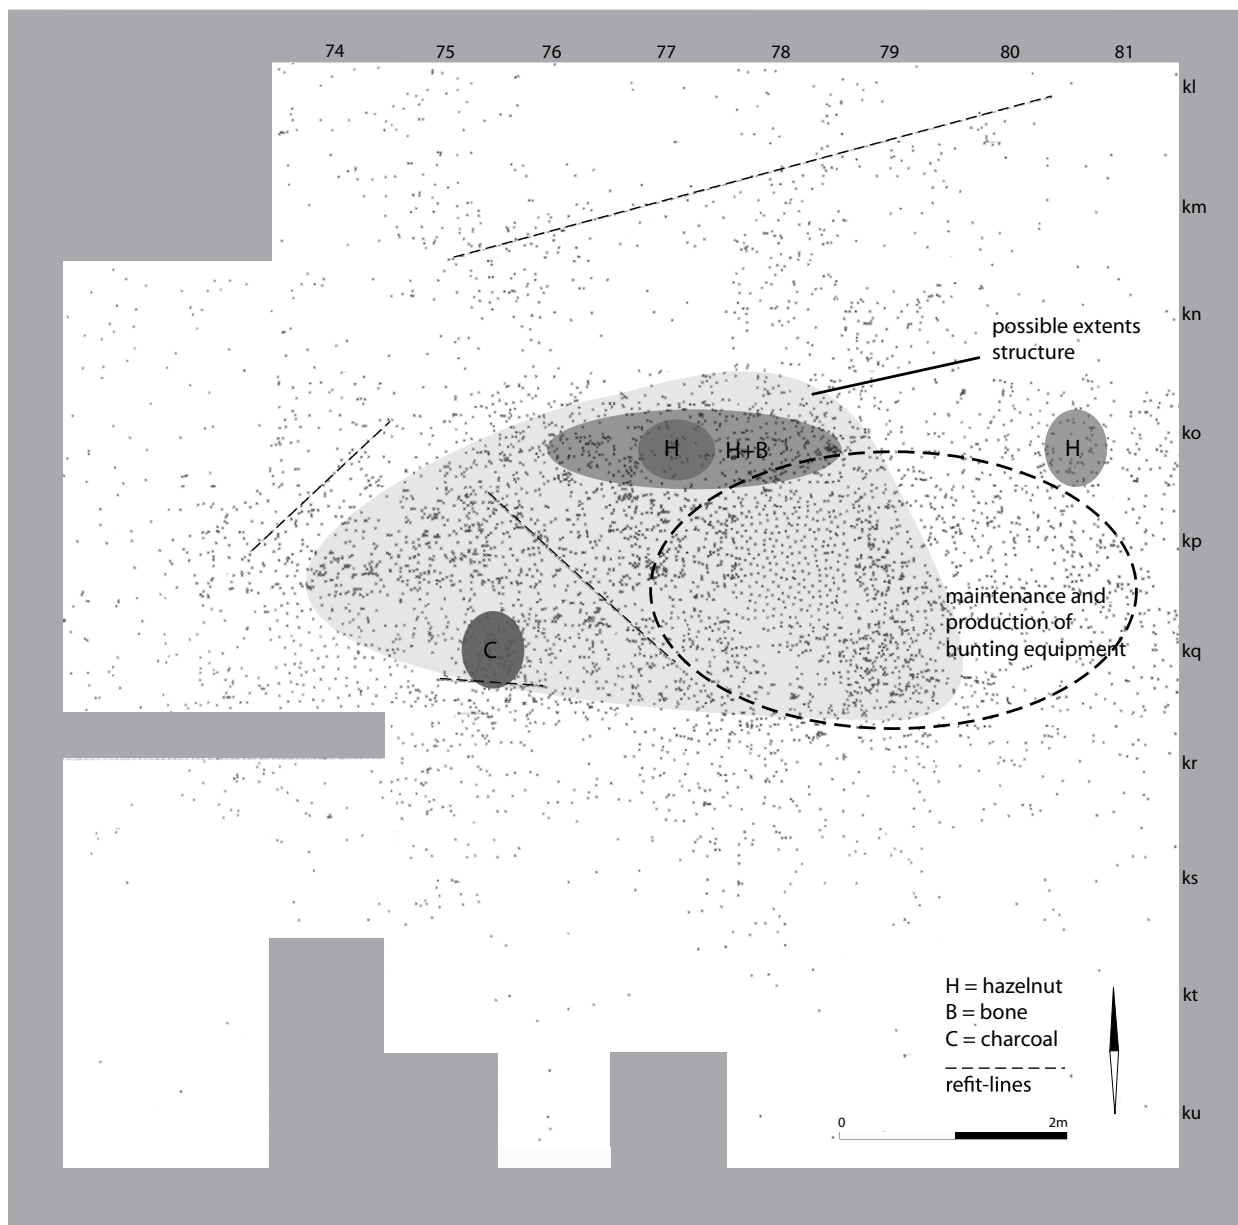 74 75 76 77 78 79 80 81
kl
km
kn
possible extents
structure
ko
H H+B H
kp
maintenance and
production of
hunting equipment
C
kq
kr
ks
H = hazelnut
B = bone
C = charcoal
refit-lines
kt
ku
0 2m